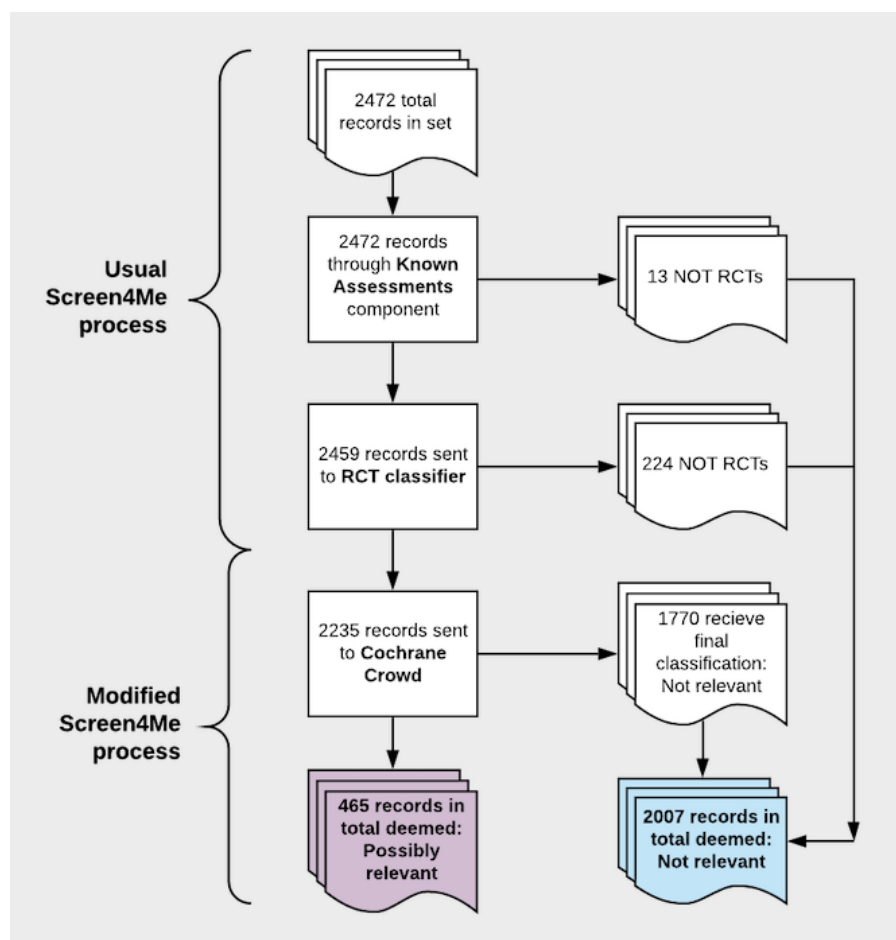 2472 total
records in set
Usual
Screen4Me
process
2472 records
through Known
Assessments
component
13 NOT RCTs
2459 records sent
to RCT classifier
224 NOT RCTs
Modified
Screen4Me
process
2235 records sent
to Cochrane
Crowd
1770 recieve
final
classification:
Not relevant
465 records in
total deemed:
Possibly
relevant
2007 records in
total deemed:
Not relevant